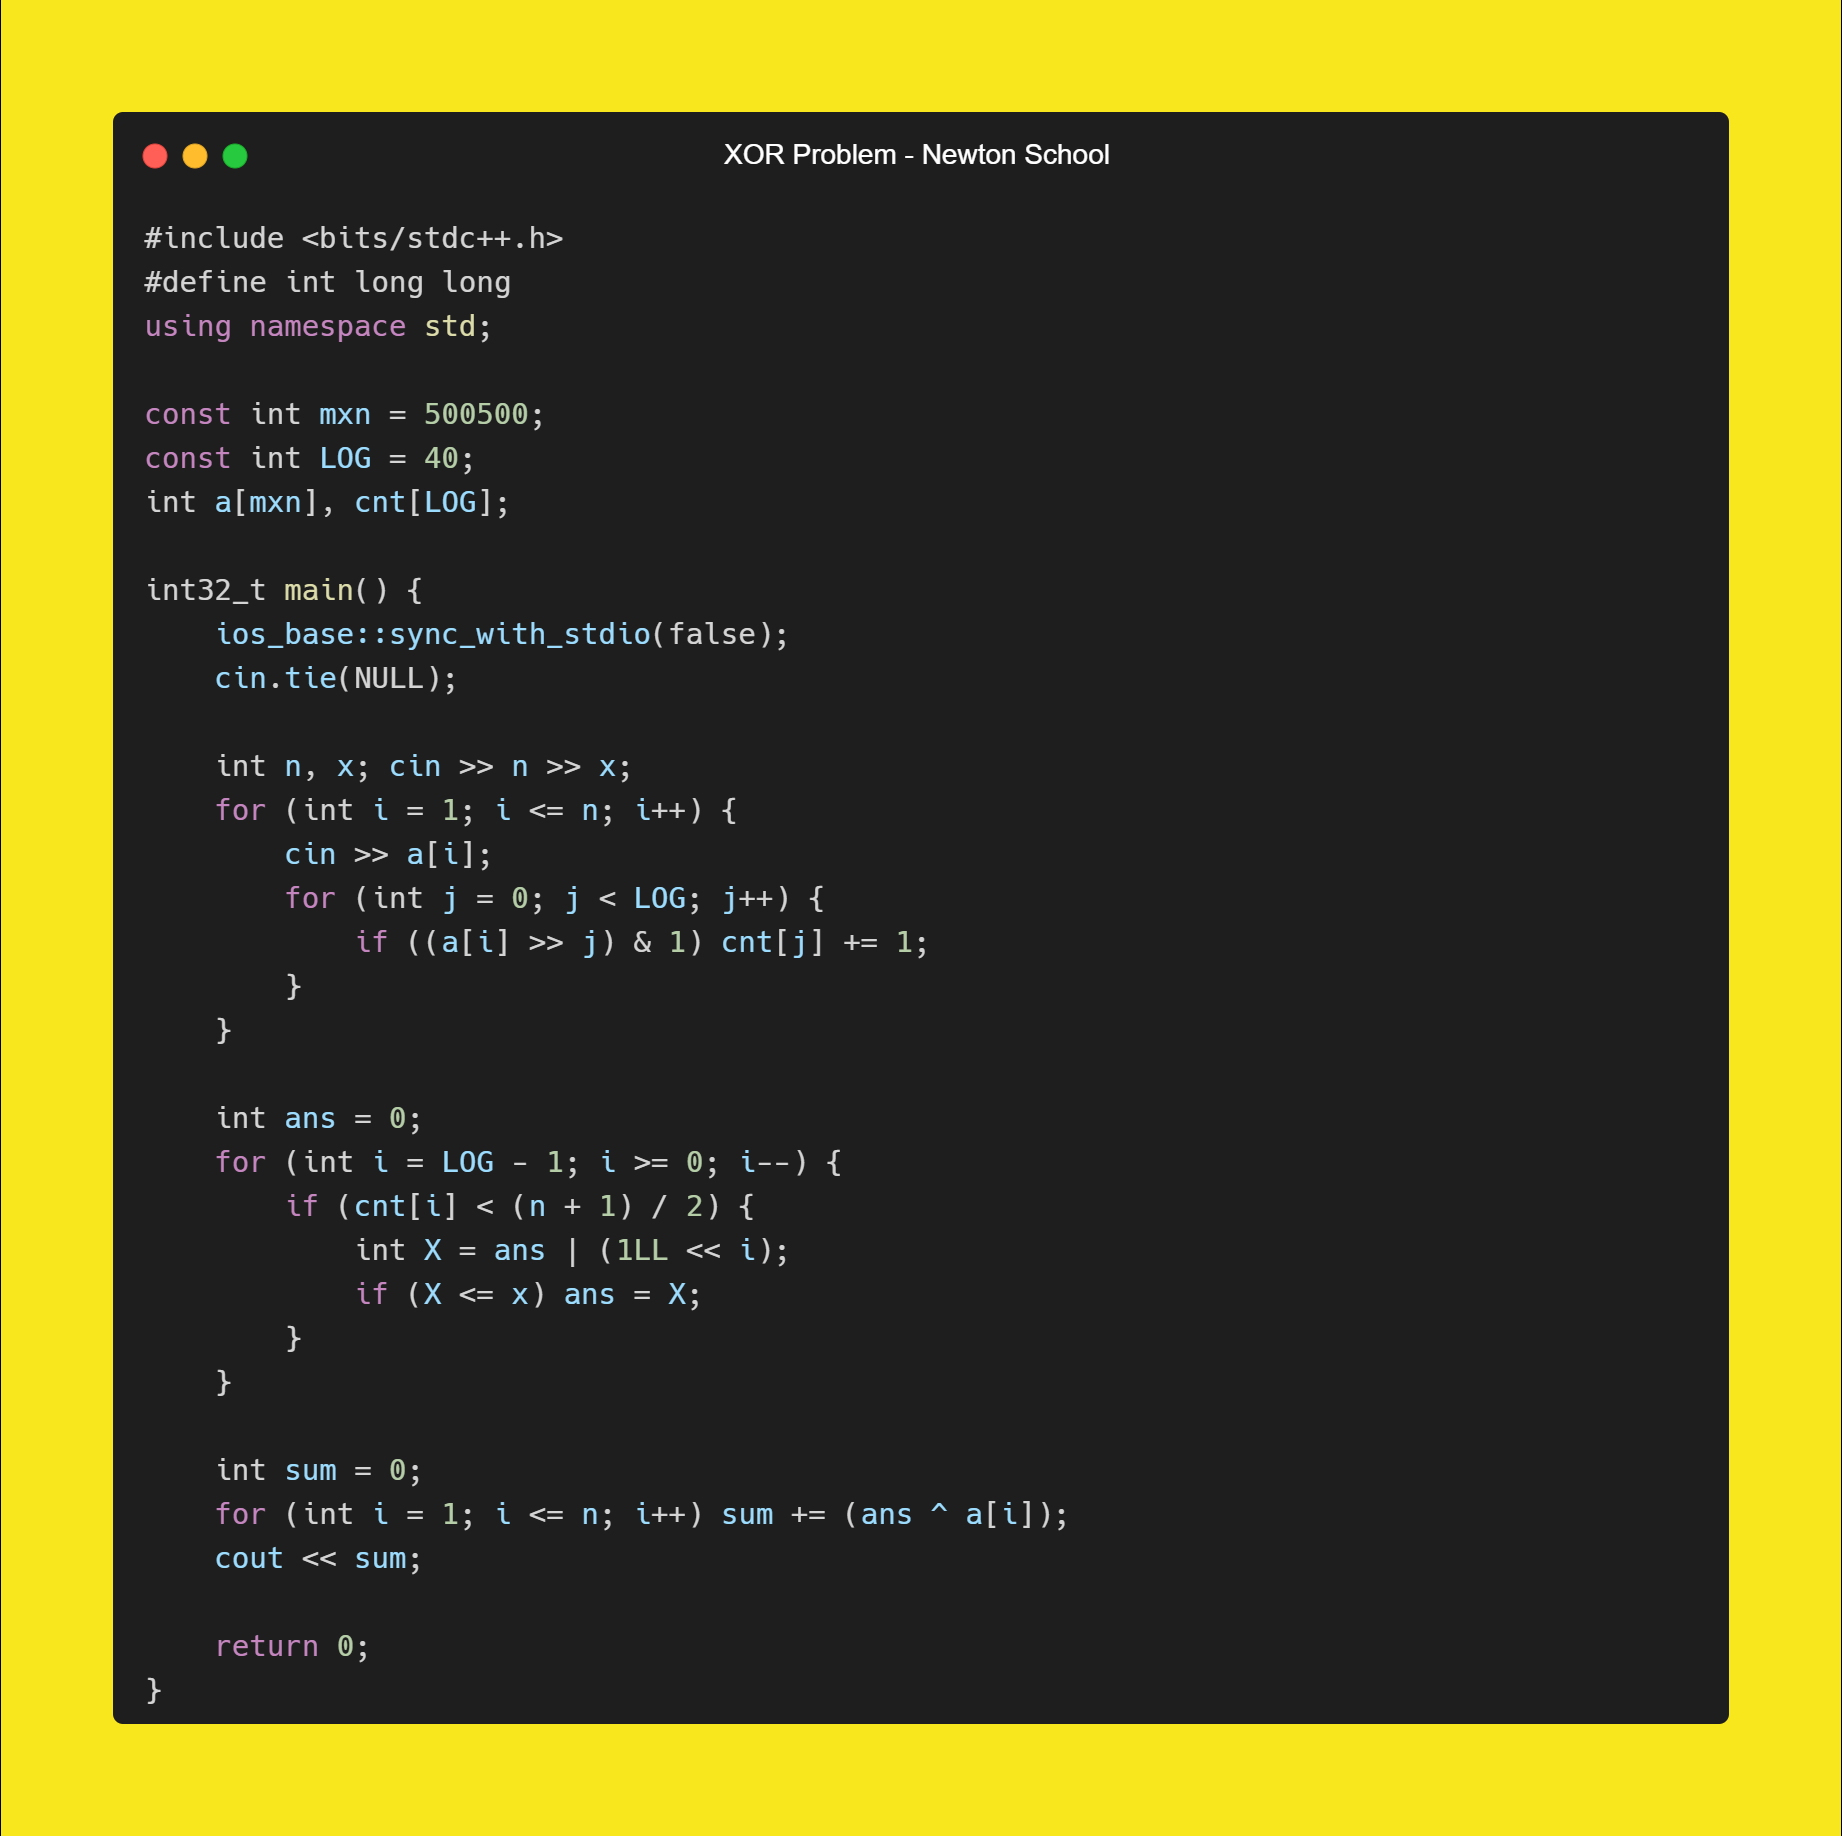 XOR Problem - Newton School
#include <bits/stdc++.h>
#define int long long
using namespace std;
const int mxn = 500500;
const int LOG = 40;
int a[mxn], cnt[LOG];
int32_t main() {
    ios_base::sync_with_stdio(false);
    cin.tie(NULL);
    int n, x; cin >> n >> x;
    for (int i = 1; i <= n; i++) {
        cin >> a[i];
        for (int j = 0; j < LOG; j++) {
            if ((a[i] >> j) & 1) cnt[j] += 1;
        }
    }
    int ans = 0;
    for (int i = LOG - 1; i >= 0; i--) {
        if (cnt[i] < (n + 1) / 2) {
            int X = ans | (1LL << i);
            if (X <= x) ans = X;
        }
    }
    int sum = 0;
    for (int i = 1; i <= n; i++) sum += (ans ^ a[i]);
    cout << sum;
    return 0;
}